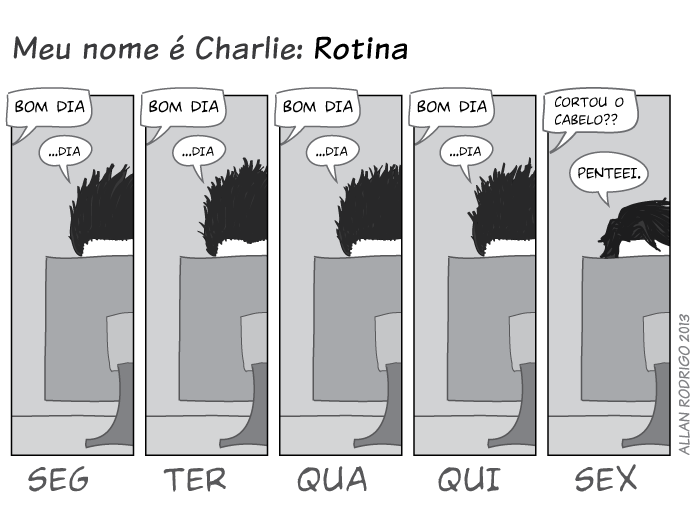 Meu nome é Charlie: Rotina
BOM DIA
...DIA
BOM DIA
...DIA
BOM DIA
...DIA
BOM DIA
...DIA
CORTOU O
CABELO??
PENTEEI.
SEG
TER
QUA
QUI
SEX
ALLAN RODRIGO 2013